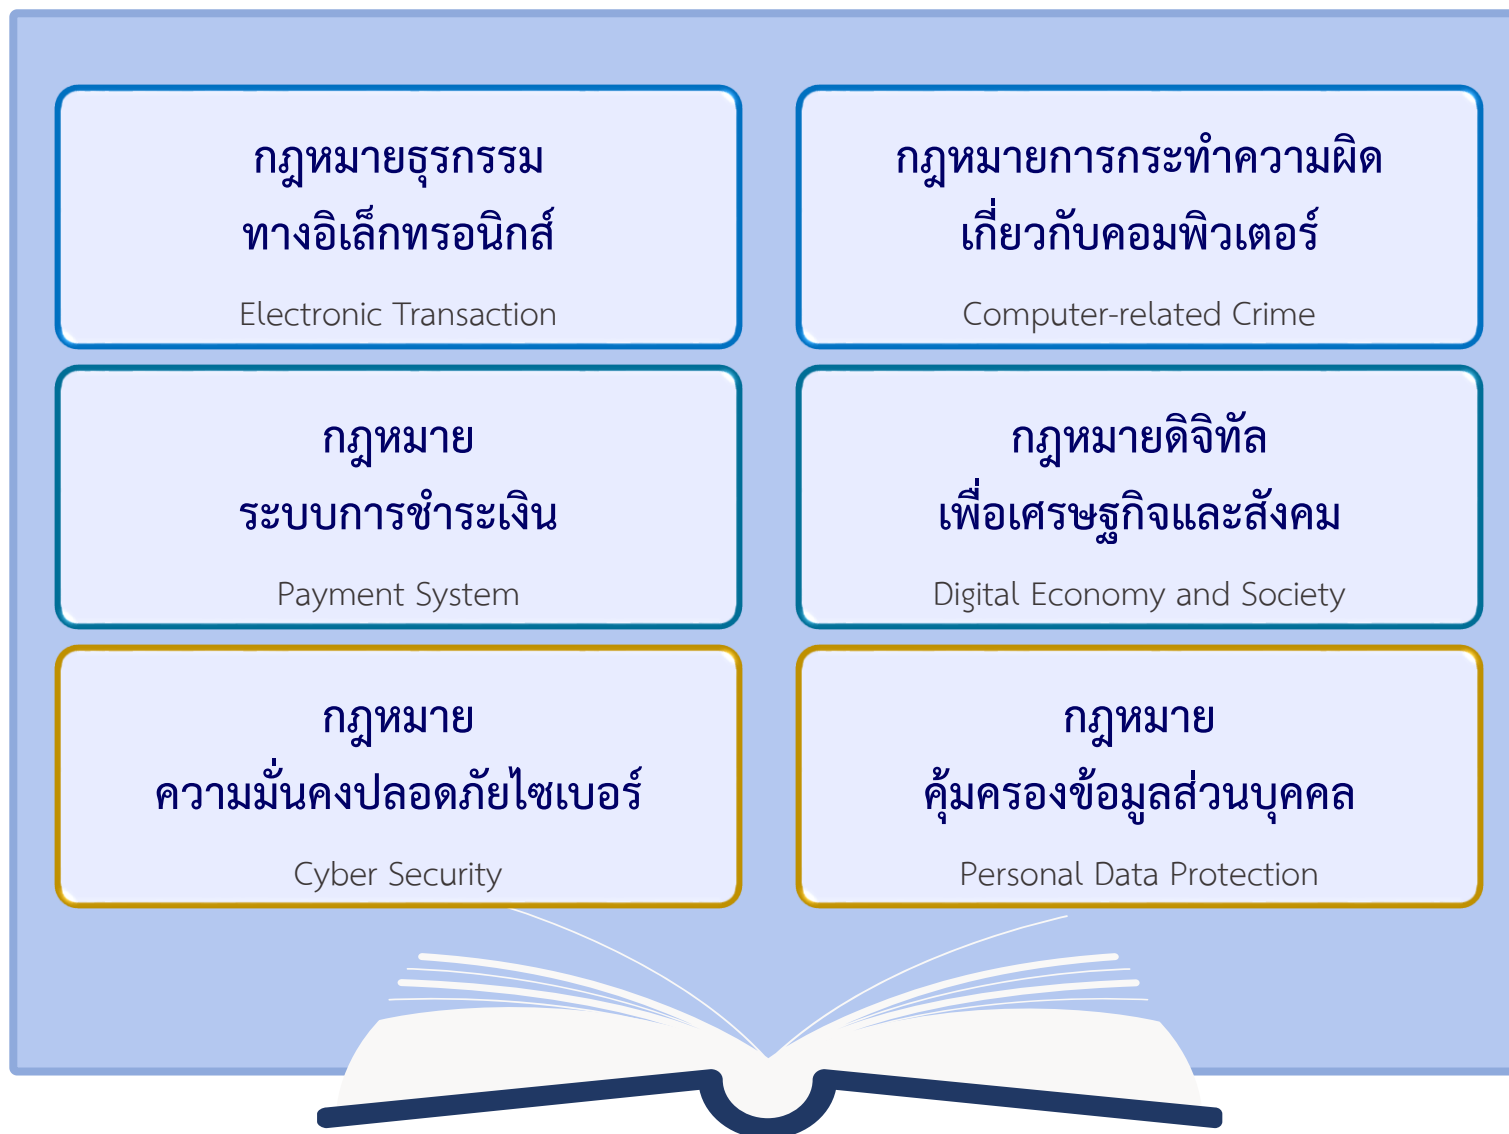 กฎหมายธุรกรรม
ทางอิเล็กทรอนิกส์
Electronic Transaction
กฎหมายการกระทำความผิด
เกี่ยวกับคอมพิวเตอร์
Computer-related Crime
กฎหมาย
ระบบการชำระเงิน
Payment System
กฎหมายดิจิทัล
เพื่อเศรษฐกิจและสังคม
Digital Economy and Society
กฎหมาย
ความมั่นคงปลอดภัยไซเบอร์
Cyber Security
กฎหมาย
คุ้มครองข้อมูลส่วนบุคคล
Personal Data Protection